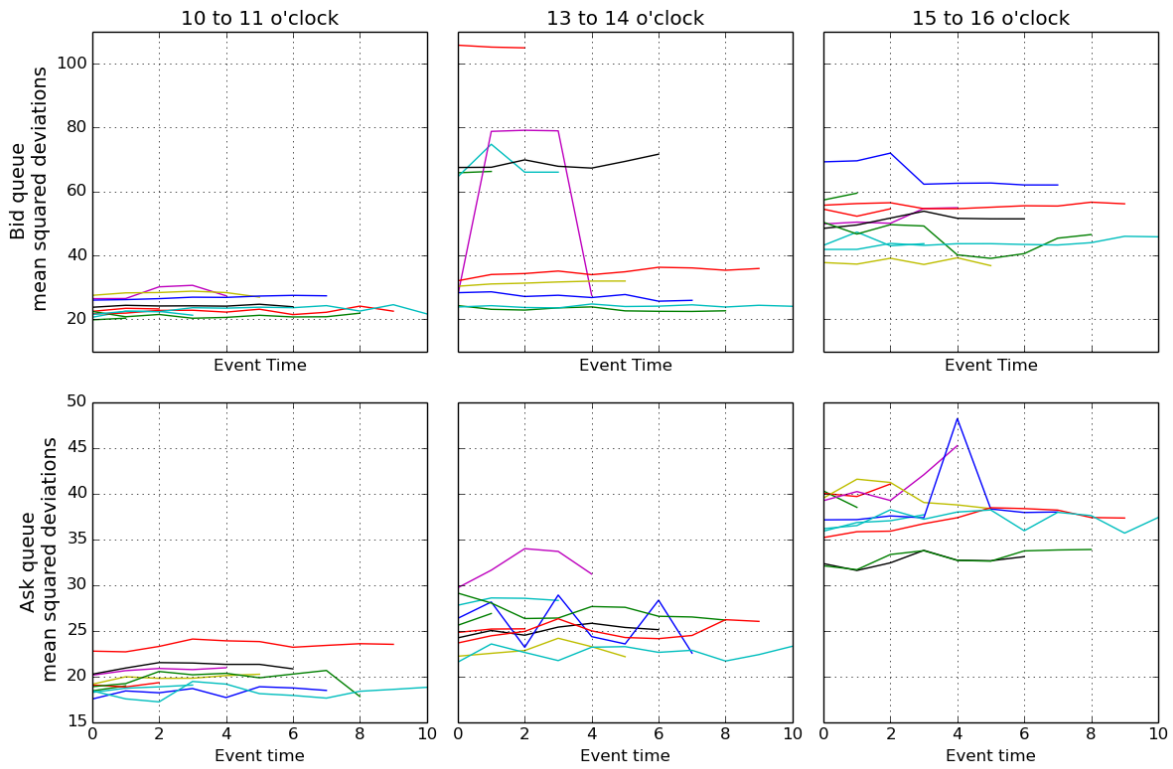 10 to 11 o'clock
13 to 14 o'clock
15 to 16 o'clock
Bid queue
mean squared deviations
100
80
60
40
20
Event Time
Event Time
Event Time
Ask queue
mean squared deviations
50
45
40
35
30
25
20
15
0 2 4 6 8 10
0 2 4 6 8 10
0 2 4 6 8 10
Event time
Event time
Event time